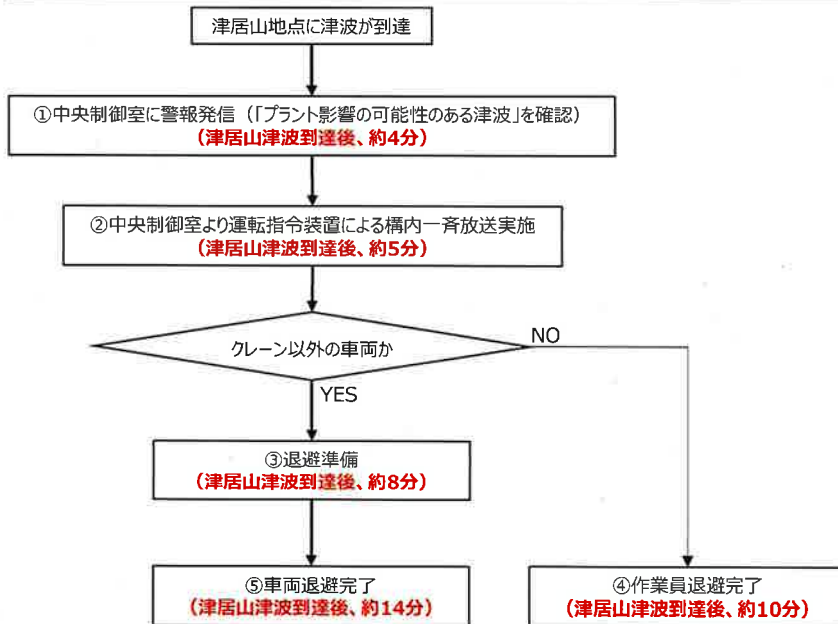 津居山地点に津波が到達
①中央制御室に警報発信（「プラント影響の可能性のある津波」を確認）
（津居山津波到達後、約4分）
②中央制御室より運転指令装置による構内一斉放送実施
（津居山津波到達後、約5分）
クレーン以外の車両か
NO
YES
③退避準備
（津居山津波到達後、約8分）
⑤車両退避完了
（津居山津波到達後、約14分）
④作業員退避完了
（津居山津波到達後、約10分）